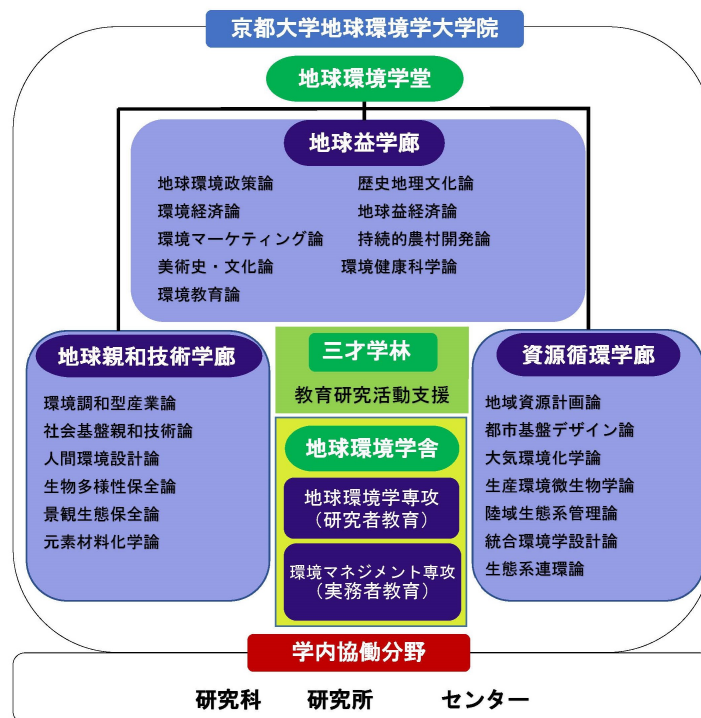 京都大学地球環境学大学院
地球環境学堂
地球益学廊
地球環境政策論
歴史地理文化論
環境経済論
地球益経済論
環境マーケティング論
持続的農村開発論
美術史・文化論
環境健康科学論
環境教育論
地球親和技術学廊
環境調和型産業論
社会基盤親和技術論
人間環境設計論
生物多様性保全論
景観生態保全論
元素材料化学論
三才学林
教育研究活動支援
地球環境学舎
地球環境学専攻
（研究者教育）
環境マネジメント専攻
（実務者教育）
資源循環学廊
地域資源計画論
都市基盤デザイン論
大気環境化学論
生産環境微生物学論
陸域生態系管理論
統合環境学設計論
生態系連環論
学内協働分野
研究科 研究所 センター